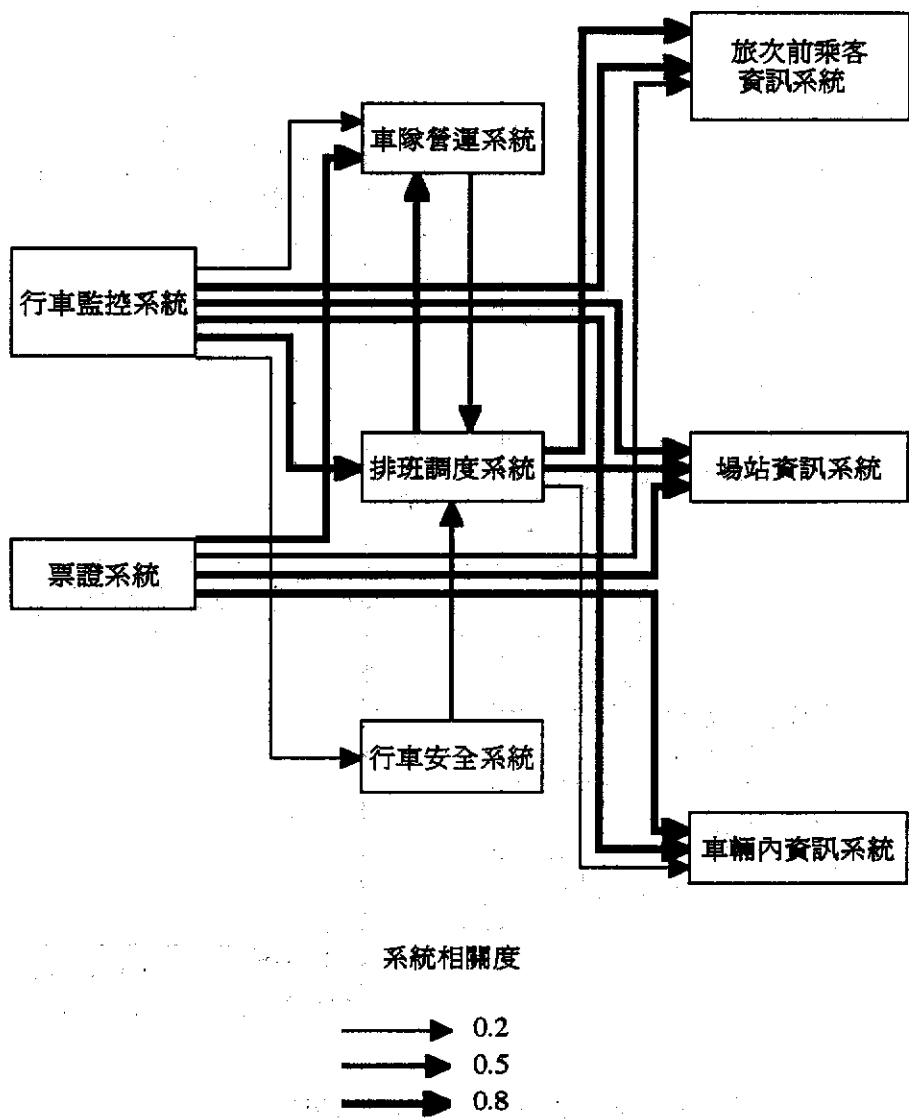 旅次前乘客
資訊系統
車隊營運系統
行車監控系統
排班調度系統
場站資訊系統
票證系統
行車安全系統
車輛內資訊系統
系統相關度
0.2
0.5
0.8